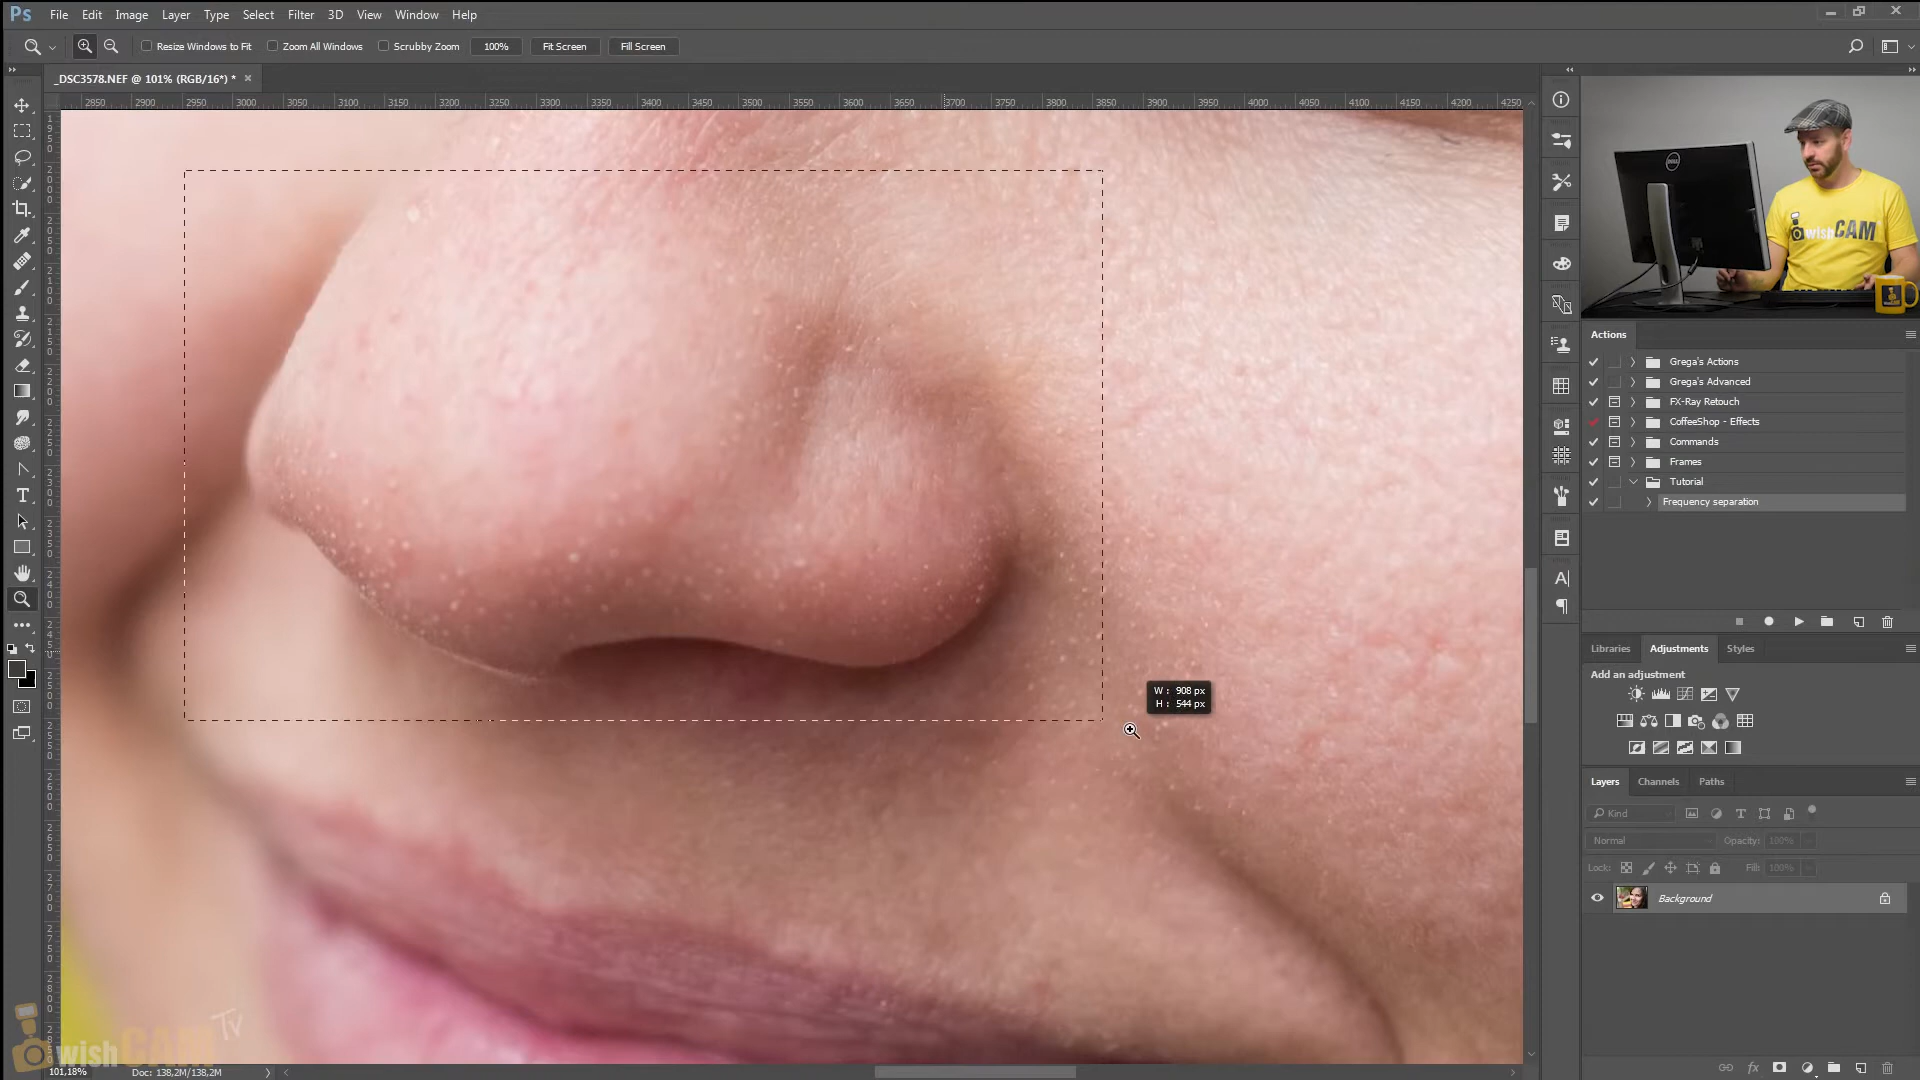 Ps File Edit Image Layer Type Select Filter 3D View Window Help
Resize Windows to Fit Zoom All Windows Scrubby Zoom 100% Fit Screen Fill Screen
_DSC3578.NEF @ 101% (RGB/16*) * ×
2850 2900 2950 3000 3050 3100 3150 3200 3250 3300 3350 3400 3450 3500 3550 3600 3650 3700 3750 3800 3850 3900 3950 4000 4050 4100 4150 4200 4250
DELL
wishCAM
Actions
Grega's Actions
Grega's Advanced
FX-Ray Retouch
CoffeeShop - Effects
Commands
Frames
Tutorial
Frequency separation
Libraries Adjustments Styles
Add an adjustment
W : 908 px
H : 544 px
Layers Channels Paths
Kind
Normal Opacity: 100%
Lock: Fill: 100%
Background
wishCAM Tv
101,18% Doc: 138,2M/138,2M